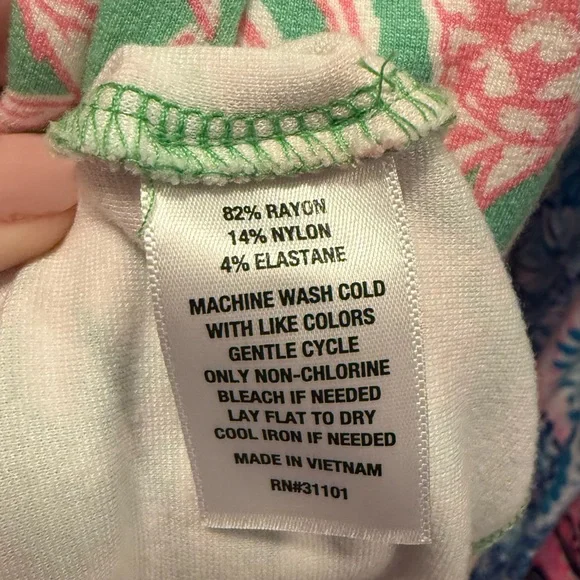 82% RAYON
14% NYLON
4% ELASTANE
MACHINE WASH COLD
WITH LIKE COLORS
GENTLE CYCLE
ONLY NON-CHLORINE
BLEACH IF NEEDED
LAY FLAT TO DRY
COOL IRON IF NEEDED
MADE IN VIETNAM
RN#31101